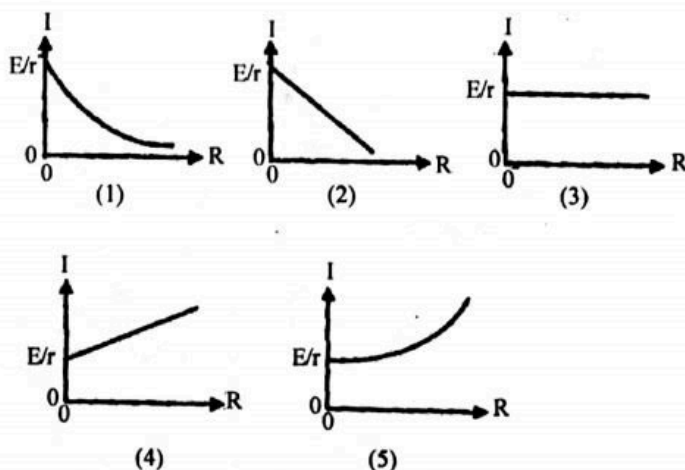 I I I
E/r E/r E/r
0 R 0 R 0 R
0 0 0
(1) (2) (3)
I I
E/r E/r
0 R 0 R
0 0
(4) (5)